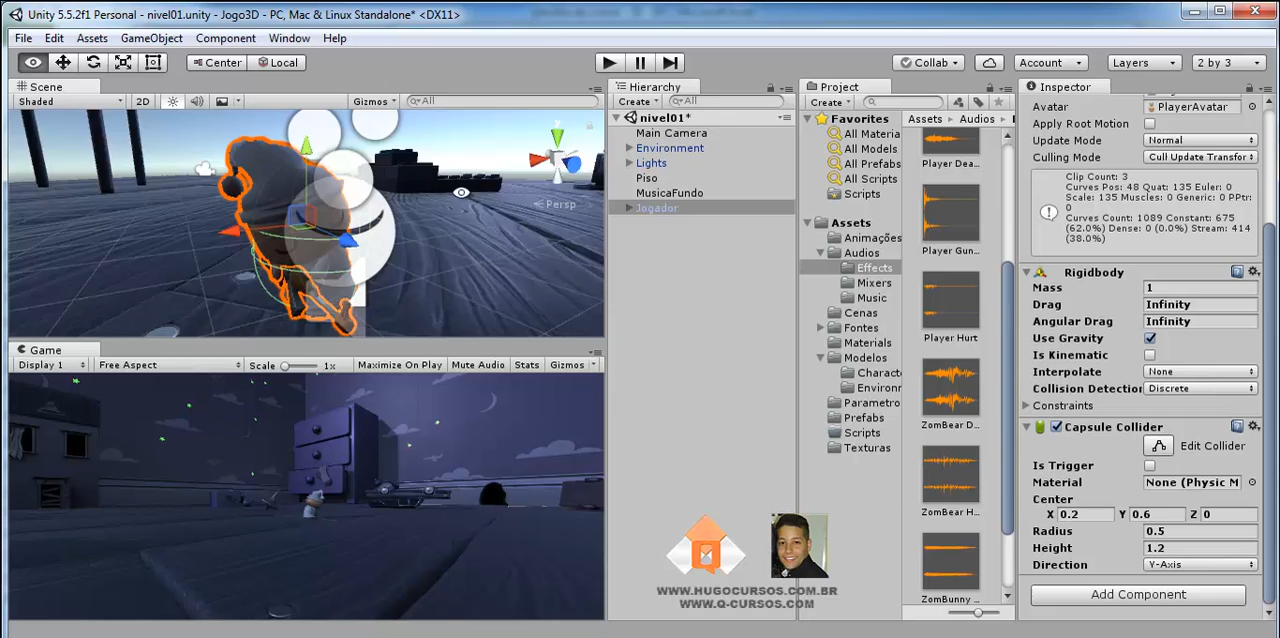 Unity 5.5.2f1 Personal - nivel01.unity - Jogo3D - PC, Mac & Linux Standalone* <DX11>
File Edit Assets GameObject Component Window Help
Center Local Collab Account Layers 2 by 3
Scene
Shaded 2D Gizmos All
Persp
Game
Display 1 Free Aspect Scale 1x Maximize On Play Mute Audio Stats Gizmos
Hierarchy
Create All
nivel01*
Main Camera
Environment
Lights
Piso
MusicaFundo
Jogador
Project
Create
Favorites
All Materia
All Models
All Prefabs
All Scripts
Scripts
Assets
Animações
Audios
Effects
Mixers
Music
Cenas
Fontes
Materials
Modelos
Charact
Environr
Parametro
Prefabs
Scripts
Texturas
Assets Audios
Player Dea...
Player Gun...
Player Hurt
ZomBear D...
ZomBear H...
ZomBunny
Inspector
Avatar PlayerAvatar
Apply Root Motion
Update Mode Normal
Culling Mode Cull Update Transfor
Clip Count: 3
Curves Pos: 48 Quat: 135 Euler: 0
Scale: 135 Muscles: 0 Generic: 0 PPtr:
0
Curves Count: 1089 Constant: 675
(62.0%) Dense: 0 (0.0%) Stream: 414
(38.0%)
Rigidbody
Mass 1
Drag Infinity
Angular Drag Infinity
Use Gravity
Is Kinematic
Interpolate None
Collision Detection Discrete
Constraints
Capsule Collider
Edit Collider
Is Trigger
Material None (Physic M
Center
X 0.2 Y 0.6 Z 0
Radius 0.5
Height 1.2
Direction Y-Axis
Add Component
WWW.HUGOCURSOS.COM.BR
WWW.Q-CURSOS.COM